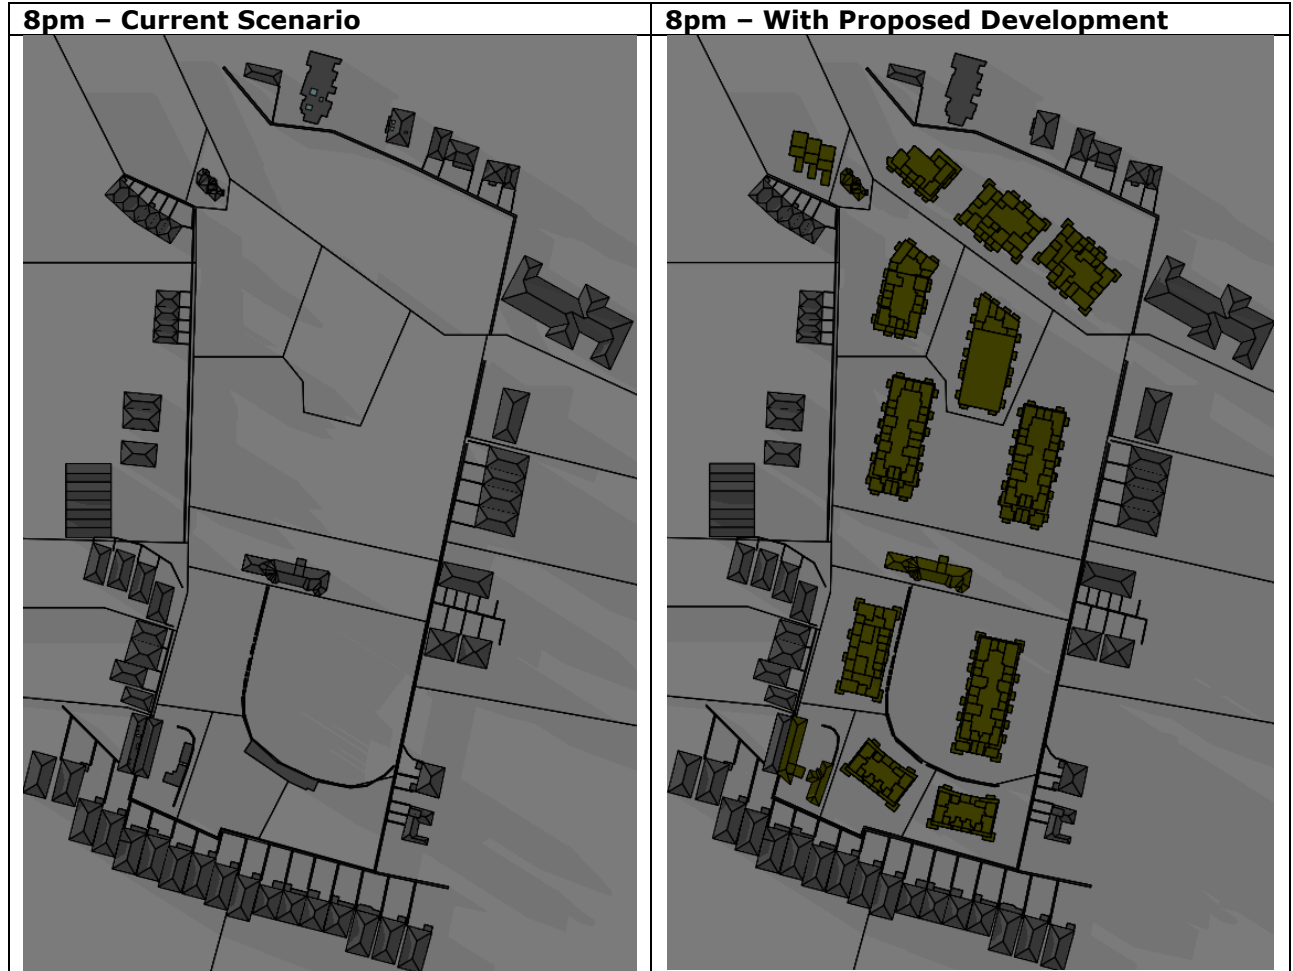 8pm – Current Scenario
8pm – With Proposed Development